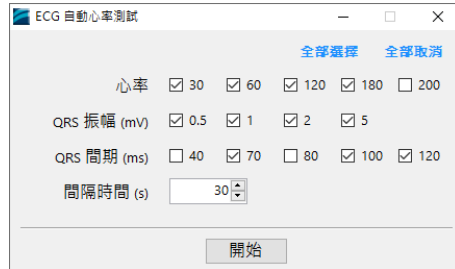 ECG 自動心率測試
全部選擇 全部取消
心率 30 60 120 180 200
QRS 振幅 (mV) 0.5 1 2 5
QRS 間期 (ms) 40 70 80 100 120
間隔時間 (s) 30
開始